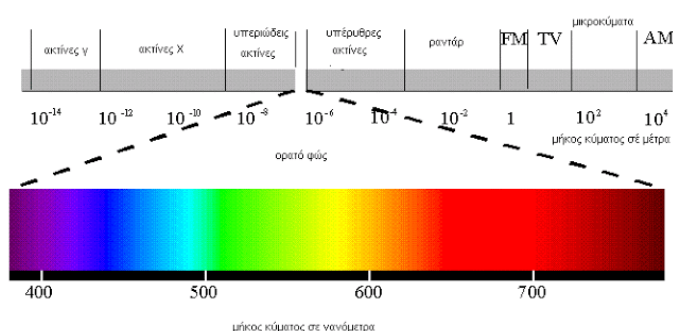 μικροκύματα
υπεριώδεις υπέρυθρες FM TV AM
ακτίνες γ ακτίνες Χ ακτίνες ακτίνες ραντάρ
10⁻¹⁴ 10⁻¹² 10⁻¹⁰ 10⁻⁸ 10⁻⁶ 10⁻⁴ 10⁻² 1 10² 10⁴
μήκος κύματος σέ μέτρα
ορατό φώς
400 500 600 700
μήκος κύματος σε νανόμετρα